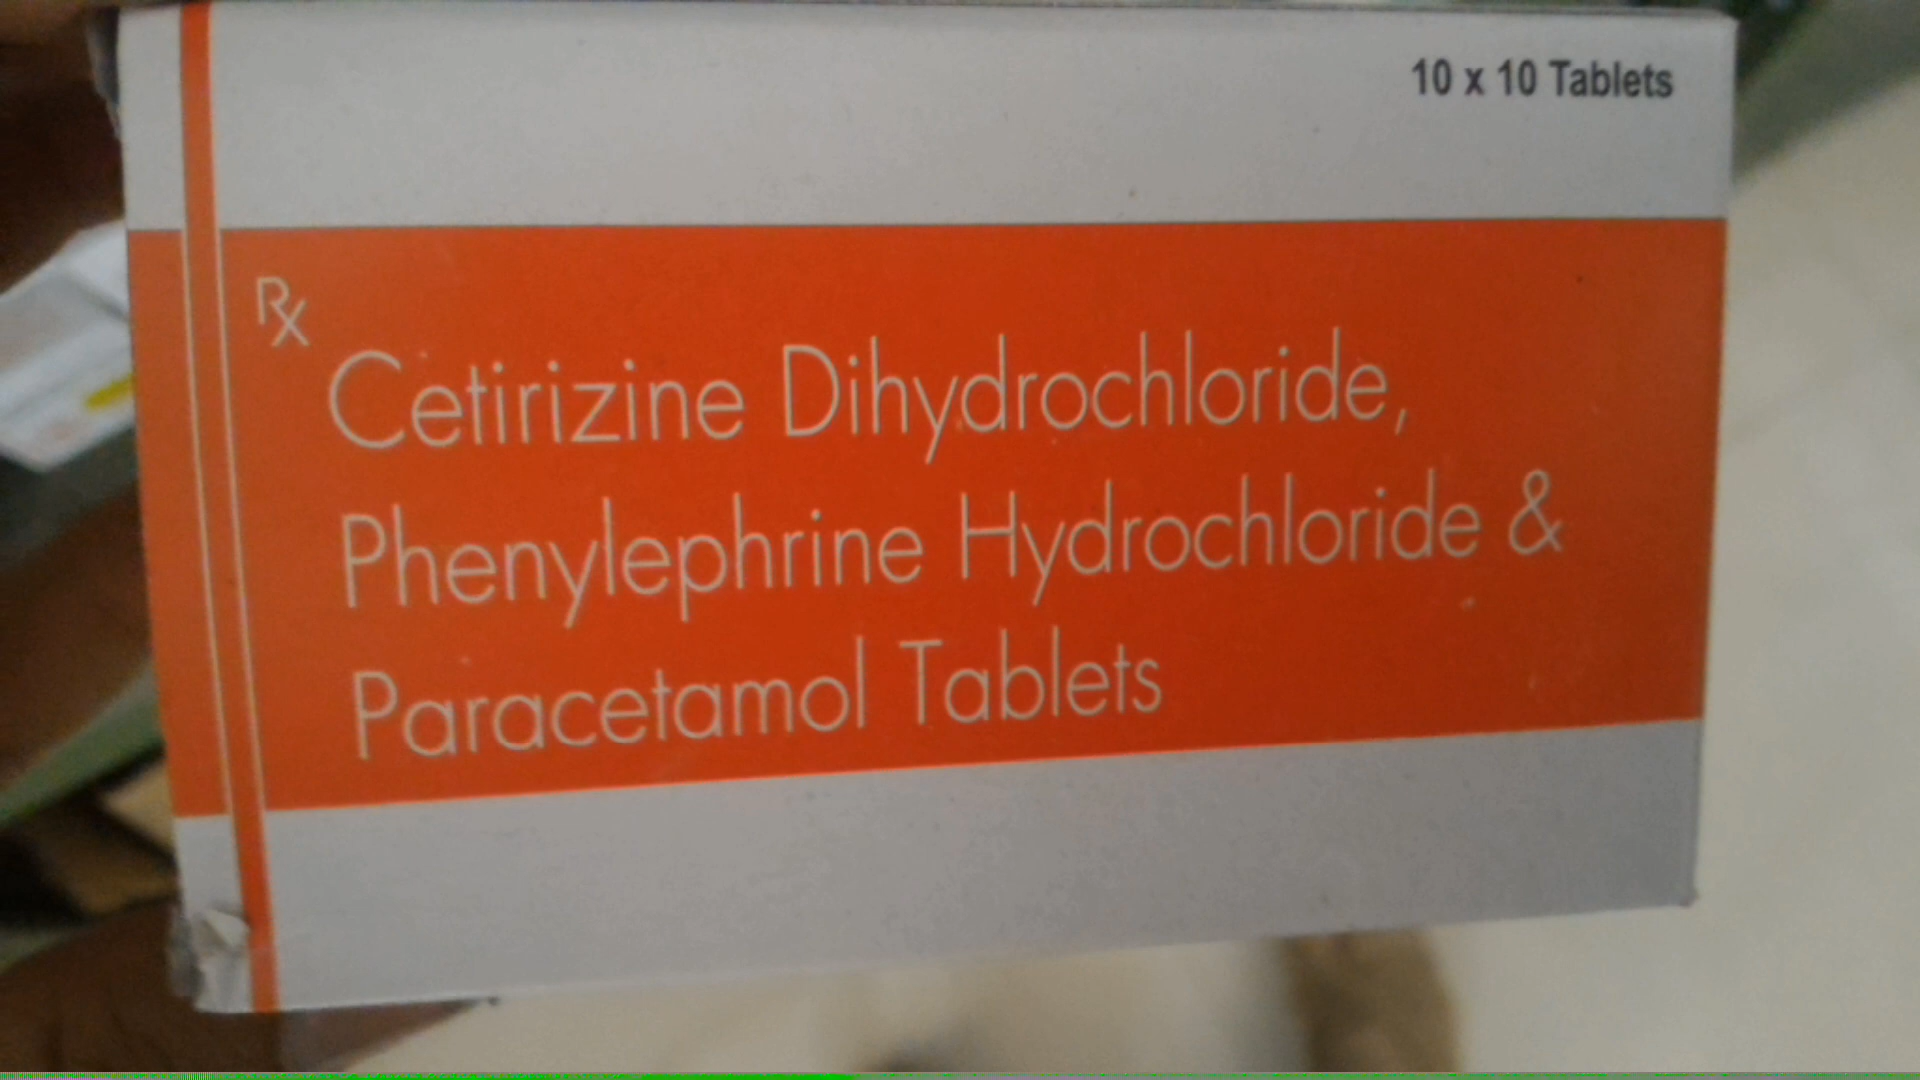 10 x 10 Tablets
Rx
Cetirizine Dihydrochloride,
Phenylephrine Hydrochloride &
Paracetamol Tablets